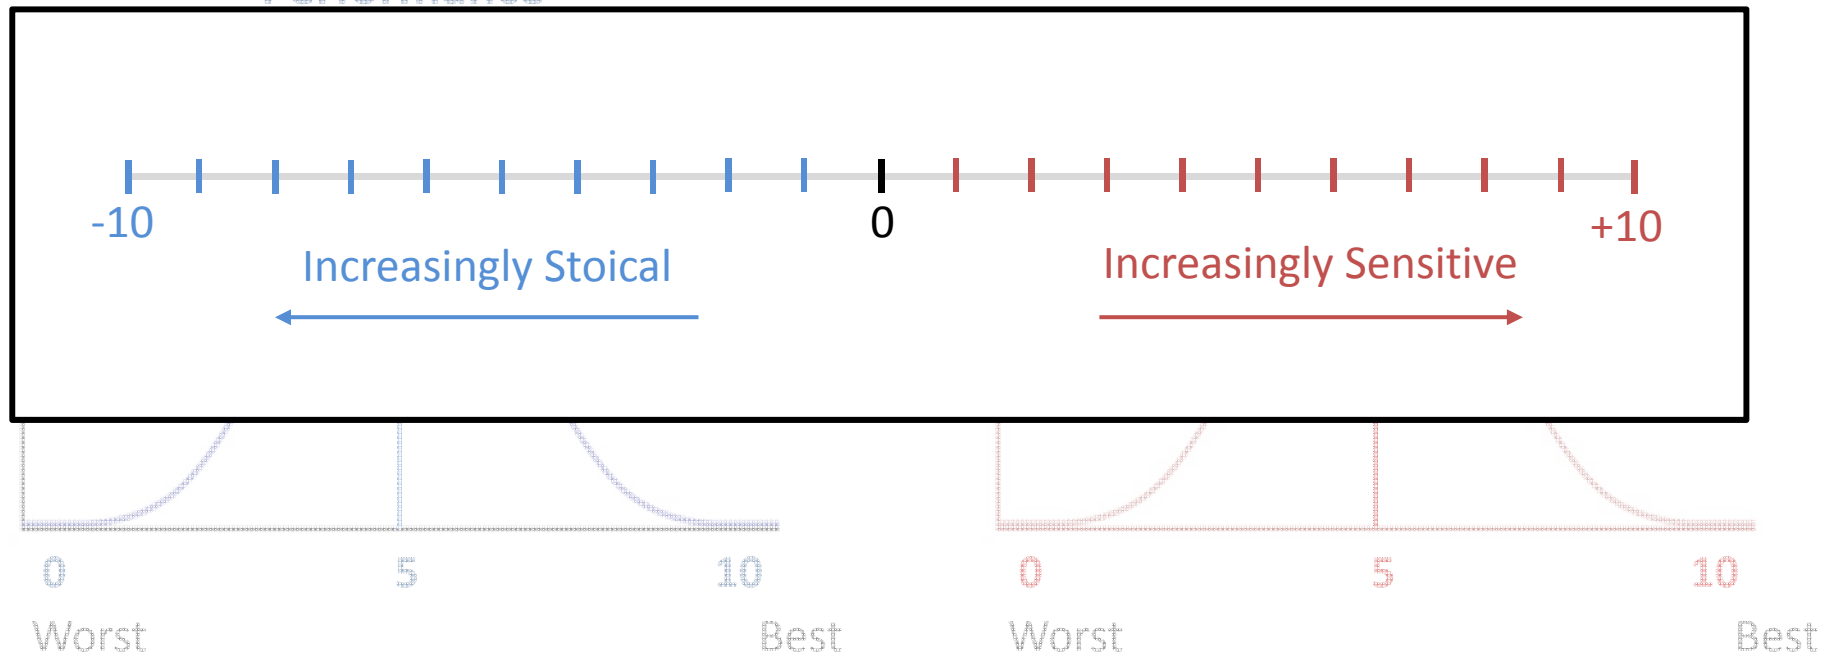 -10 0 +10
Increasingly Stoical Increasingly Sensitive
0 5 10 0 5 10
Worst Best Worst Best